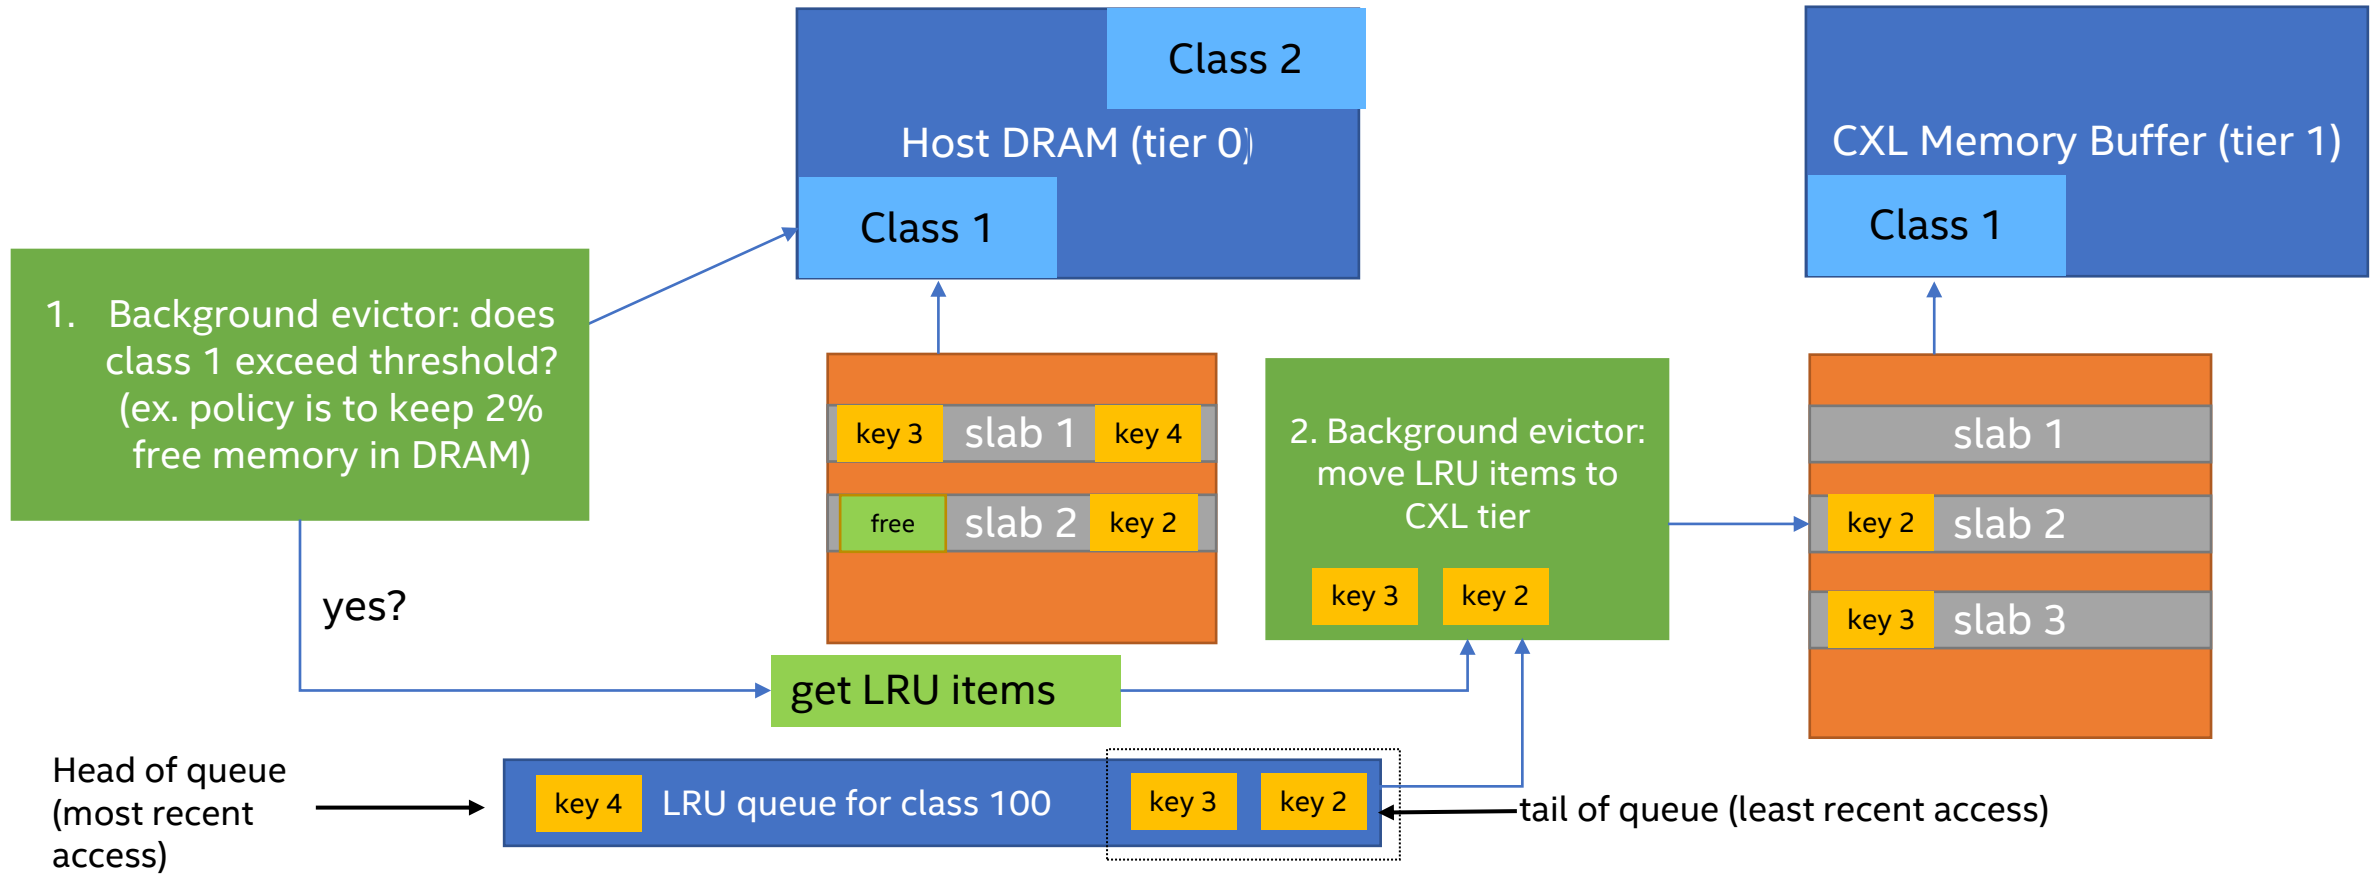 Class 2
Host DRAM (tier 0)
Class 1
CXL Memory Buffer (tier 1)
Class 1
1. Background evictor: does
class 1 exceed threshold?
(ex. policy is to keep 2%
free memory in DRAM)
yes?
key 3 slab 1 key 4
free slab 2 key 2
2. Background evictor:
move LRU items to
CXL tier
key 3 key 2
slab 1
key 2 slab 2
key 3 slab 3
get LRU items
Head of queue
(most recent
access)
key 4 LRU queue for class 100 key 3 key 2
tail of queue (least recent access)